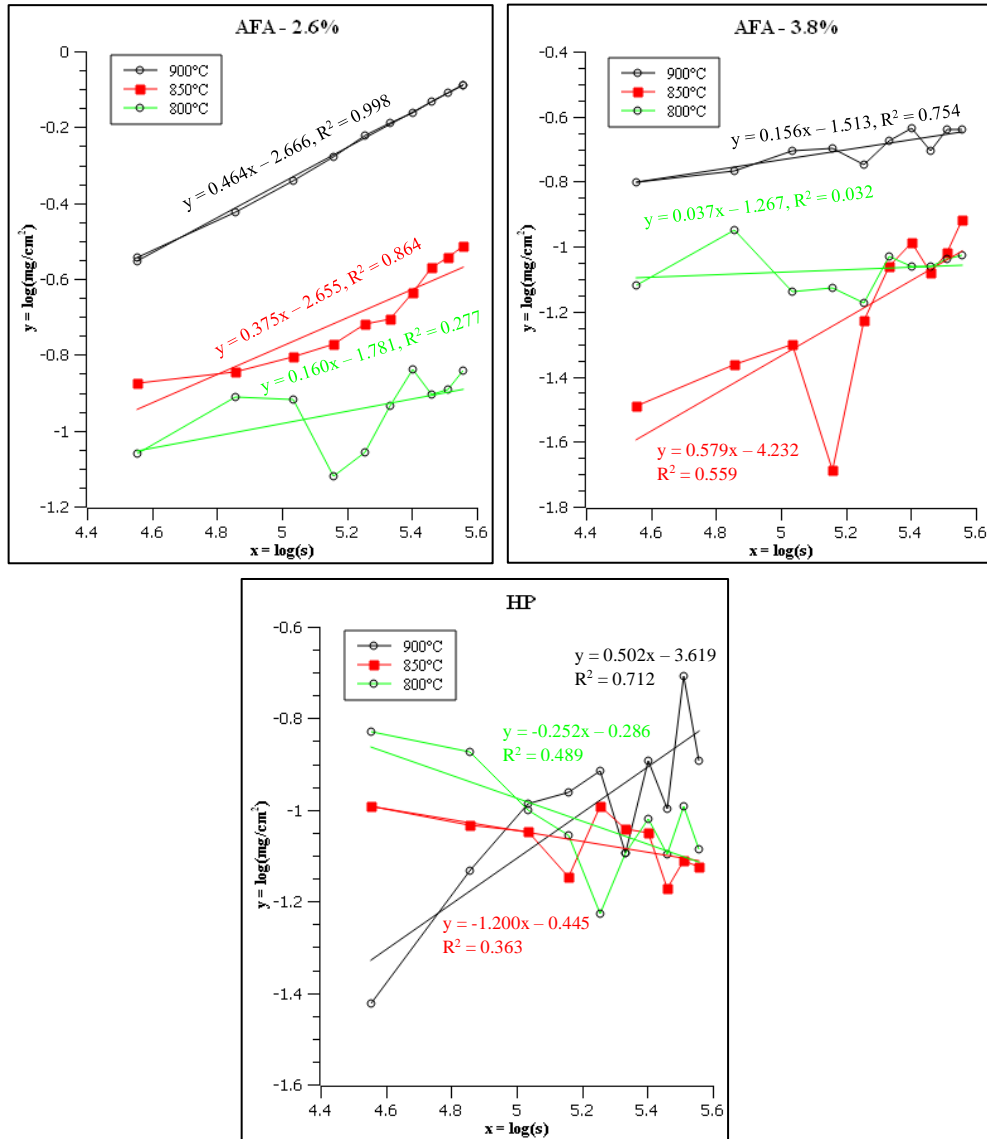 AFA - 2.6%
0
-0.2
-0.4
-0.6
-0.8
-1
-1.2
y = log(mg/cm²)
900°C
850°C
800°C
y = 0.464x – 2.666, R² = 0.998
y = 0.375x – 2.655, R² = 0.864
y = 0.160x – 1.781, R² = 0.277
4.4 4.6 4.8 5 5.2 5.4 5.6
x = log(s)
AFA - 3.8%
-0.4
-0.6
-0.8
-1
-1.2
-1.4
-1.6
-1.8
y = log(mg/cm²)
900°C
850°C
800°C
y = 0.156x – 1.513, R² = 0.754
y = 0.037x – 1.267, R² = 0.032
y = 0.579x – 4.232
R² = 0.559
4.4 4.6 4.8 5 5.2 5.4 5.6
x = log(s)
HP
-0.6
-0.8
-1
-1.2
-1.4
-1.6
y = log(mg/cm²)
900°C
850°C
800°C
y = 0.502x – 3.619
R² = 0.712
y = -0.252x – 0.286
R² = 0.489
y = -1.200x – 0.445
R² = 0.363
4.4 4.6 4.8 5 5.2 5.4 5.6
x = log(s)